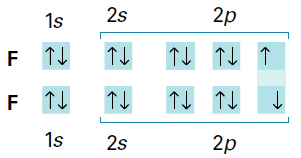 1s 2s 2p
F ↑↓ ↑↓ ↑↓ ↑↓ ↑
F ↑↓ ↑↓ ↑↓ ↑↓ ↓
1s 2s 2p